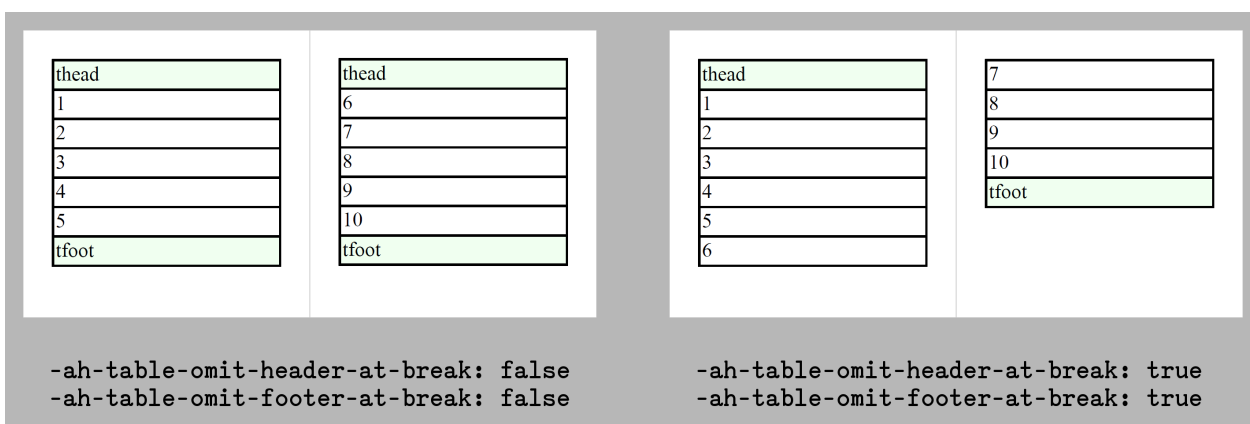 thead
1
2
3
4
5
tfoot
thead
6
7
8
9
10
tfoot
-ah-table-omit-header-at-break: false
-ah-table-omit-footer-at-break: false
thead
1
2
3
4
5
6
7
8
9
10
tfoot
-ah-table-omit-header-at-break: true
-ah-table-omit-footer-at-break: true